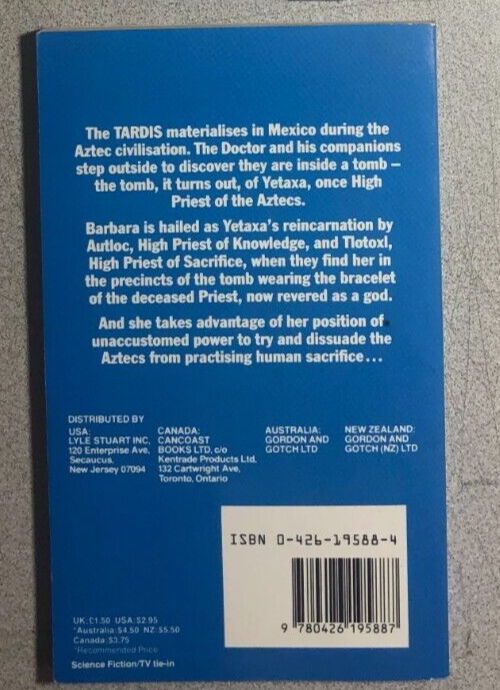 The TARDIS materialises in Mexico during the
Aztec civilisation. The Doctor and his companions
step outside to discover they are inside a tomb –
the tomb, it turns out, of Yetaxa, once High
Priest of the Aztecs.
Barbara is hailed as Yetaxa's reincarnation by
Autloc, High Priest of Knowledge, and Tlotoxl,
High Priest of Sacrifice, when they find her in
the precincts of the tomb wearing the bracelet
of the deceased Priest, now revered as a god.
And she takes advantage of her position of
unaccustomed power to try and dissuade the
Aztecs from practising human sacrifice...
DISTRIBUTED BY
USA:
LYLE STUART INC,
120 Enterprise Ave,
Secaucus,
New Jersey 07094
CANADA:
CANCOAST
BOOKS LTD, c/o
Kentrade Products Ltd,
132 Cartwright Ave,
Toronto, Ontario
AUSTRALIA:
GORDON AND
GOTCH LTD
NEW ZEALAND:
GORDON AND
GOTCH (NZ) LTD
ISBN 0-426-19588-4
9 780426 195887
UK: £1.50 USA: $2.95
*Australia: $4.50 NZ: $5.50
Canada: $3.75
*Recommended Price
Science Fiction/TV tie-in